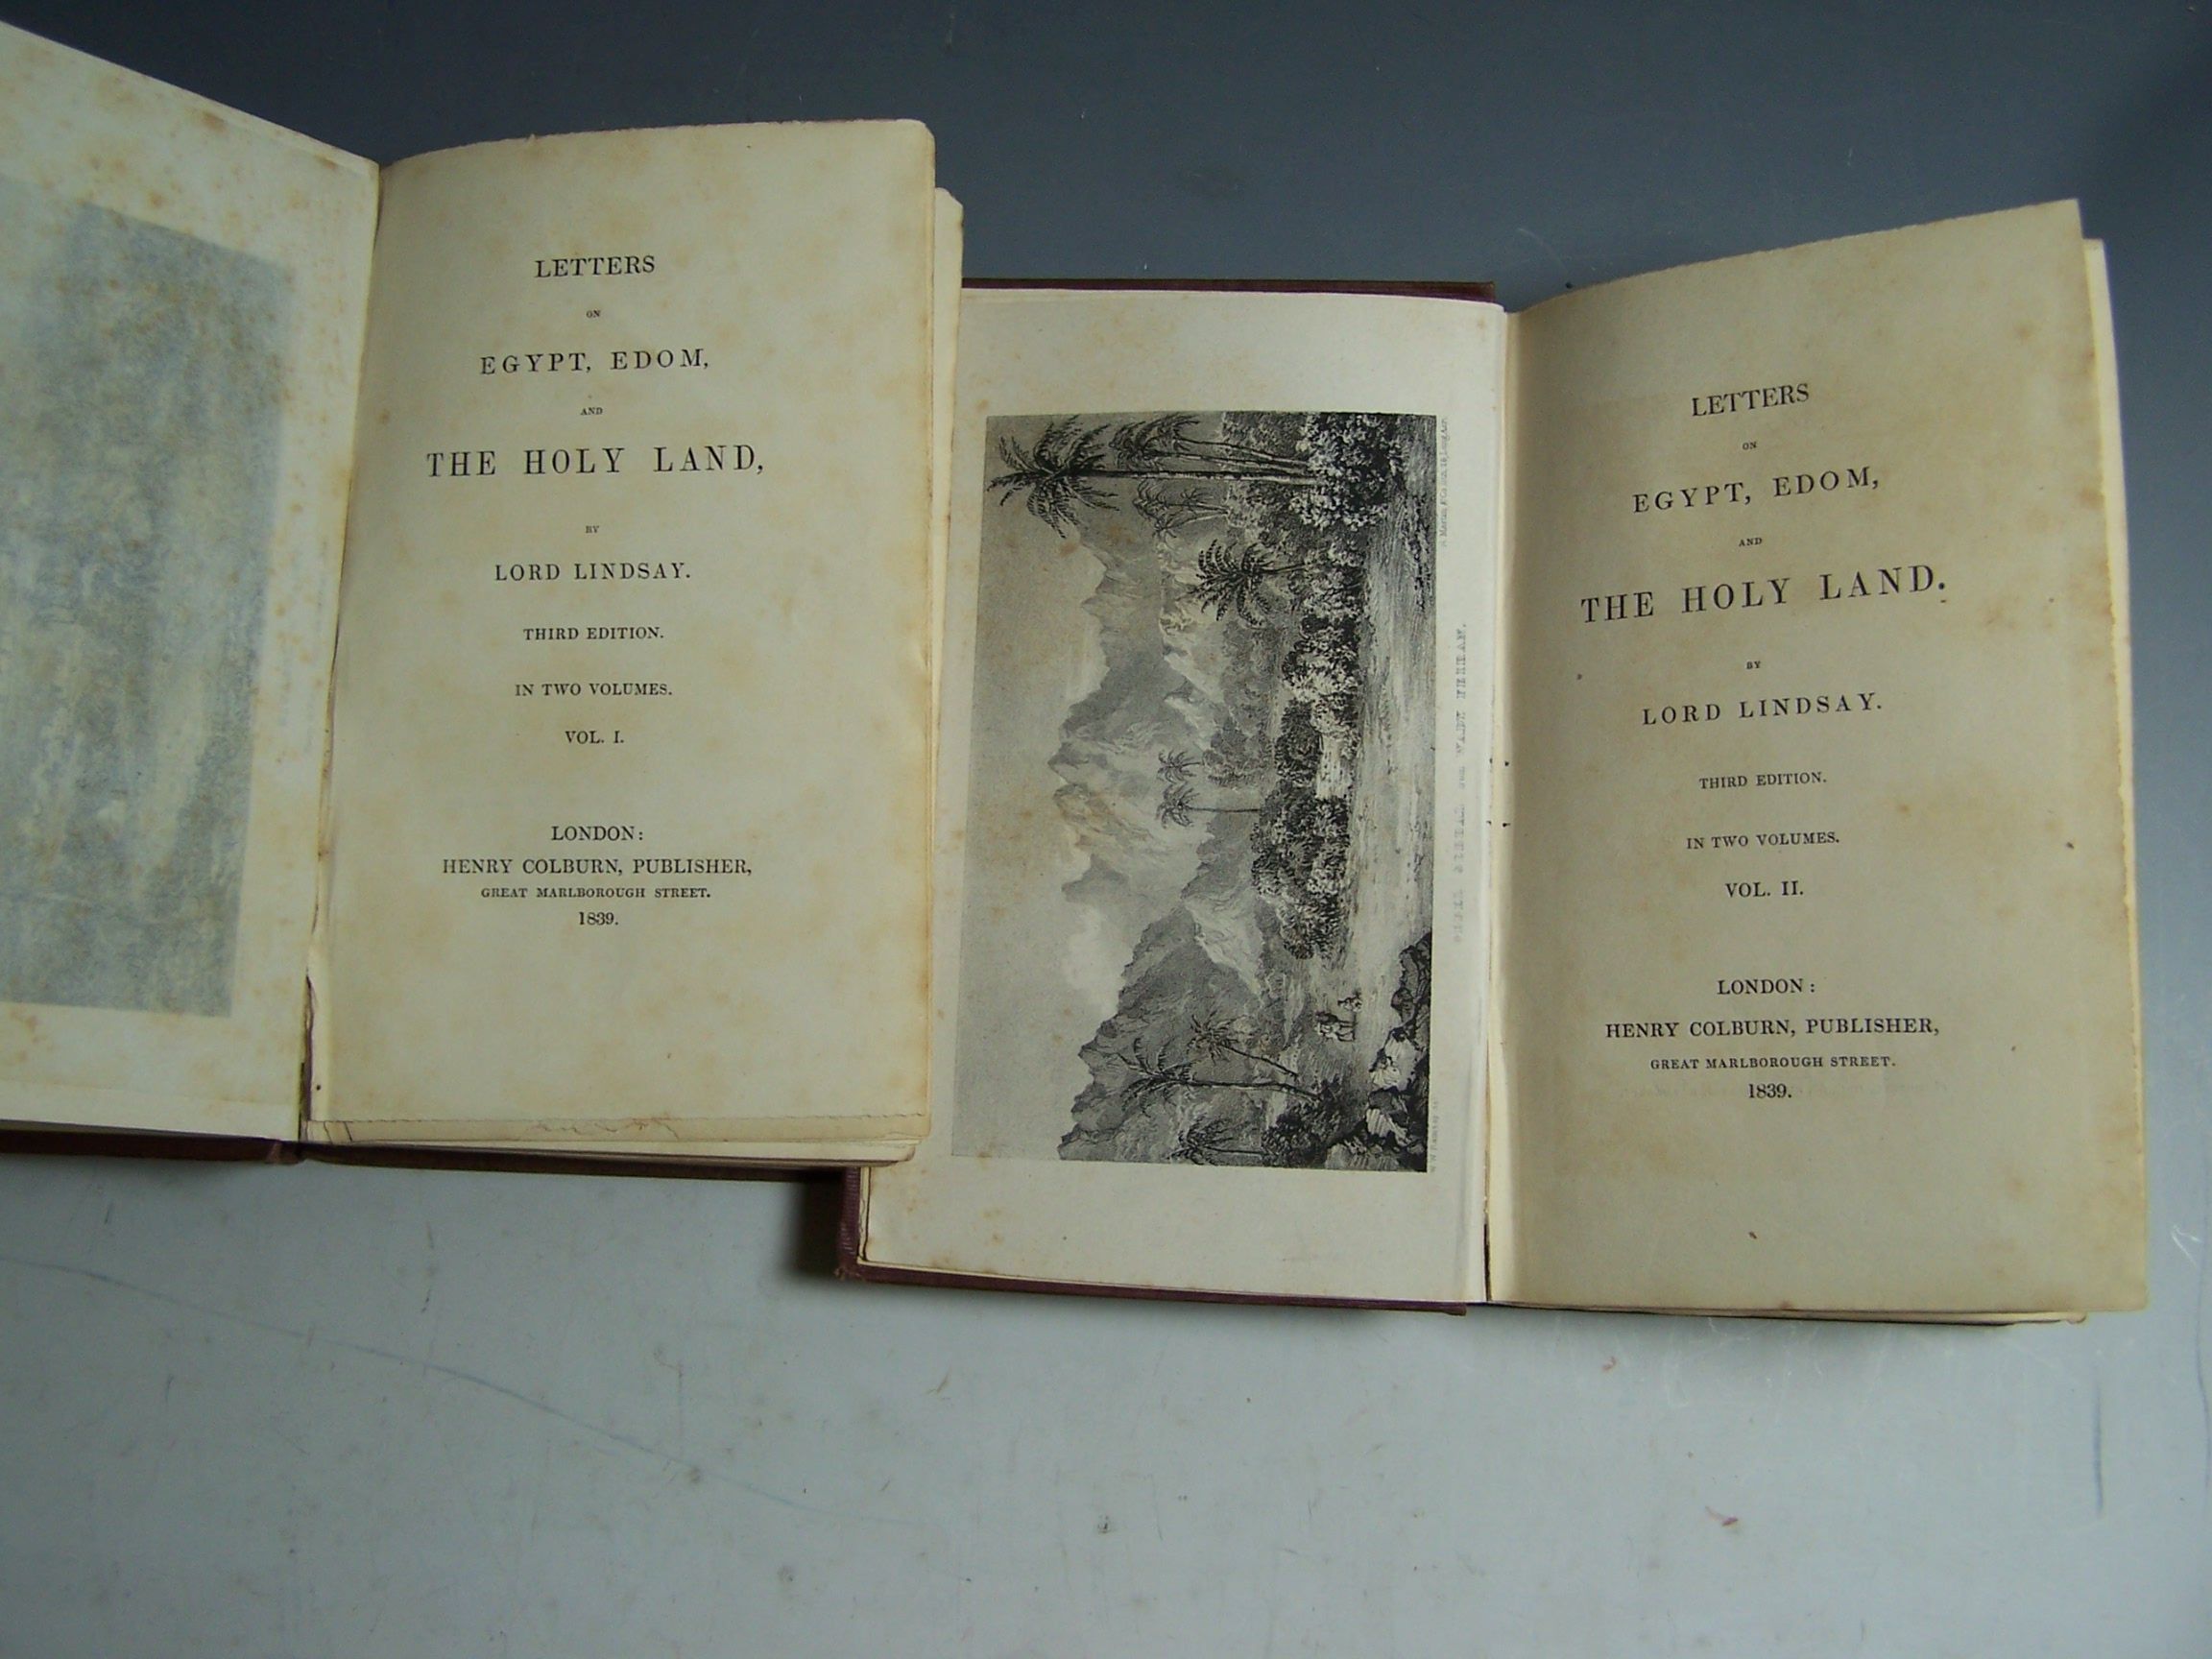 LETTERS
ON
EGYPT, EDOM,
AND
THE HOLY LAND,
BY
LORD LINDSAY.
THIRD EDITION.
IN TWO VOLUMES.
VOL. I.
LONDON:
HENRY COLBURN, PUBLISHER,
GREAT MARLBOROUGH STREET.
1839.
WADY FEIRAN.
LETTERS
ON
EGYPT, EDOM,
AND
THE HOLY LAND.
BY
LORD LINDSAY.
THIRD EDITION.
IN TWO VOLUMES.
VOL. II.
LONDON:
HENRY COLBURN, PUBLISHER,
GREAT MARLBOROUGH STREET.
1839.